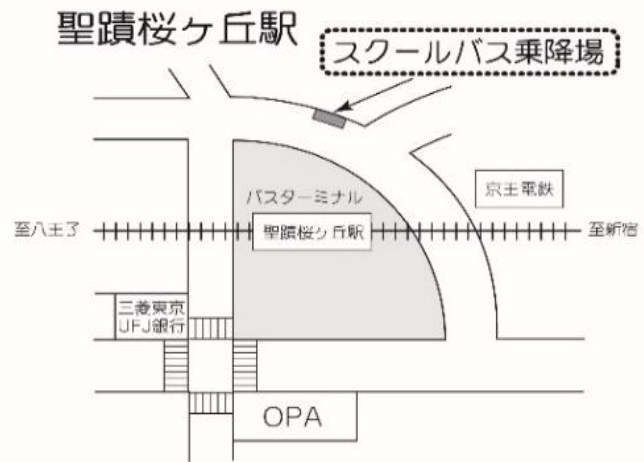 聖蹟桜ヶ丘駅
スクールバス乗降場
バスターミナル
京王電鉄
至八王子
聖蹟桜ヶ丘駅
至新宿
三菱東京
UFJ銀行
OPA